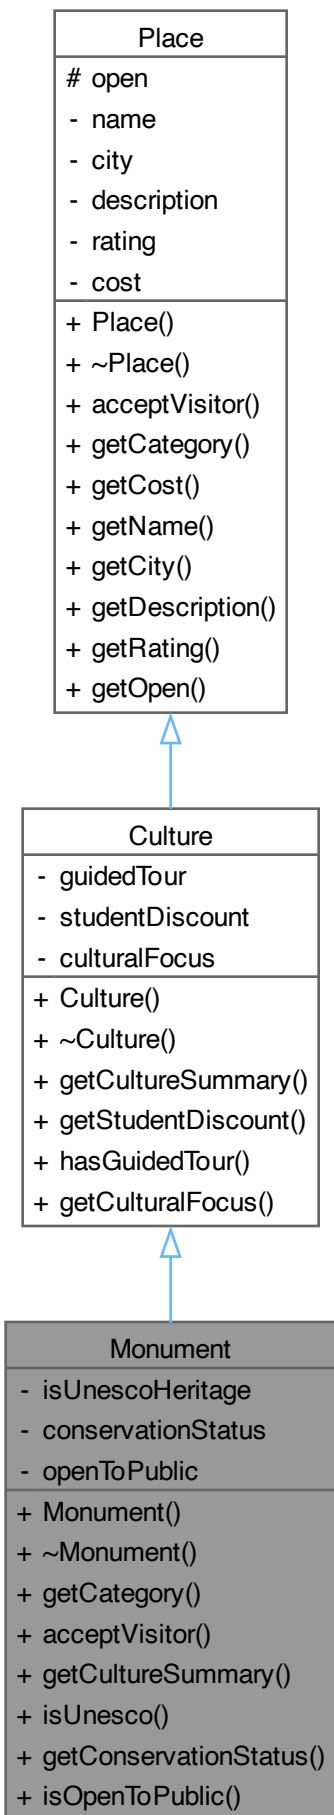 Place
# open
- name
- city
- description
- rating
- cost
+ Place()
+ ~Place()
+ acceptVisitor()
+ getCategory()
+ getCost()
+ getName()
+ getCity()
+ getDescription()
+ getRating()
+ getOpen()
Culture
- guidedTour
- studentDiscount
- culturalFocus
+ Culture()
+ ~Culture()
+ getCultureSummary()
+ getStudentDiscount()
+ hasGuidedTour()
+ getCulturalFocus()
Monument
- isUnescoHeritage
- conservationStatus
- openToPublic
+ Monument()
+ ~Monument()
+ getCategory()
+ acceptVisitor()
+ getCultureSummary()
+ isUnesco()
+ getConservationStatus()
+ isOpenToPublic()